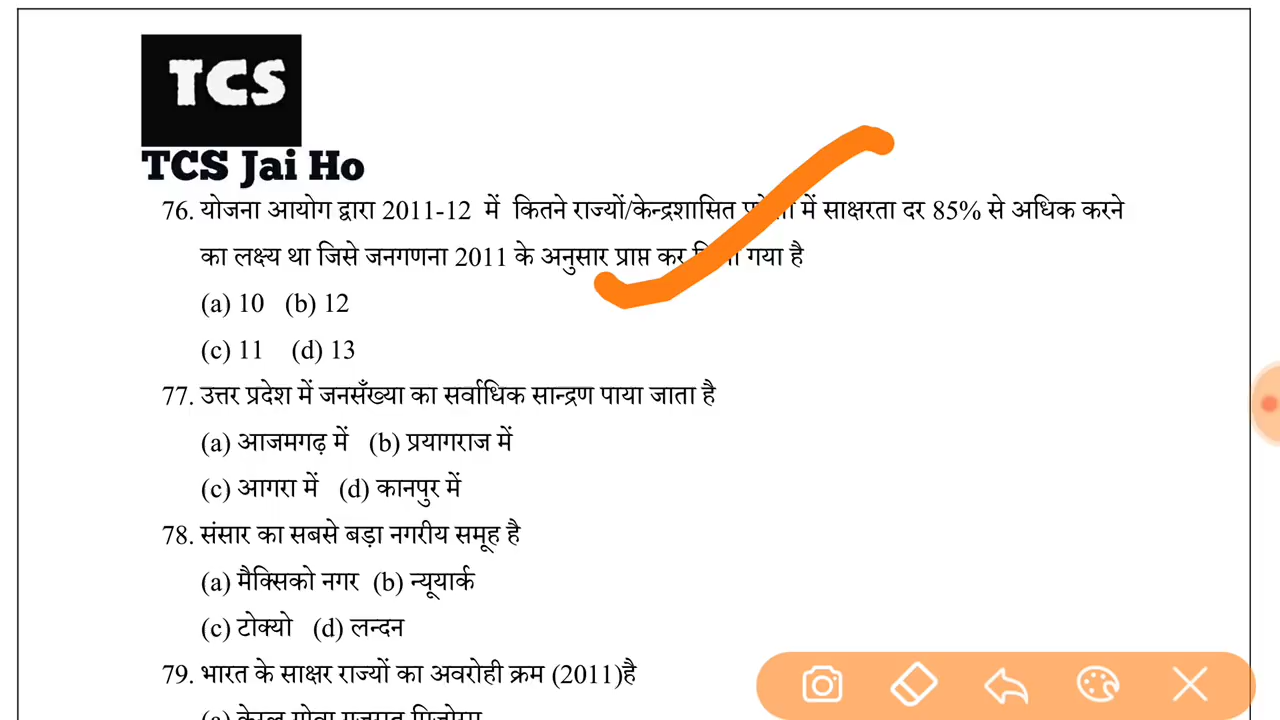 TCS
TCS Jai Ho
76. योजना आयोग द्वारा 2011-12 में कितने राज्यों/केन्द्रशासित में साक्षरता दर 85% से अधिक करने
का लक्ष्य था जिसे जनगणना 2011 के अनुसार प्राप्त कर गया है
(a) 10 (b) 12
(c) 11 (d) 13
77. उत्तर प्रदेश में जनसँख्या का सर्वाधिक सान्द्रण पाया जाता है
(a) आजमगढ़ में (b) प्रयागराज में
(c) आगरा में (d) कानपुर में
78. संसार का सबसे बड़ा नगरीय समूह है
(a) मैक्सिको नगर (b) न्यूयार्क
(c) टोक्यो (d) लन्दन
79. भारत के साक्षर राज्यों का अवरोही क्रम (2011)है